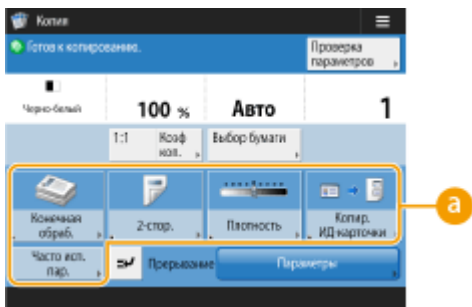 Копия
Готов к копированию.
Проверка
параметров
Черно-белый
100 %
Авто
1
1:1
Коэф
коп.
Выбор бумаги
Конечная
обраб.
2-стор.
Плотность
Копир.
ИД-карточки
Часто исп.
пар.
Прерывание
Параметры
a